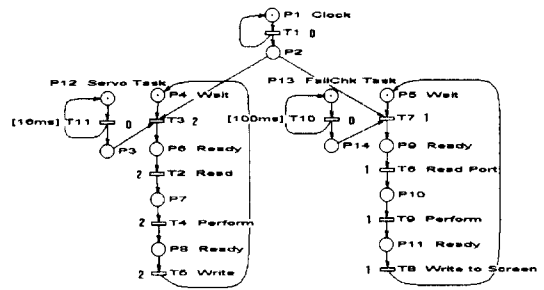 P1 Clock
T1 0
P2
P12 Servo Task
P13 FailChk Task
P4 Wait
P5 Wait
[16ms] T11 0
T3 2
[100ms] T10 0
T7 1
P3
P14
P6 Ready
P9 Ready
2 T2 Read
1 T6 Read Port
P7
P10
2 T4 Perform
1 T9 Perform
P8 Ready
P11 Ready
2 T5 Write
1 T8 Write to Screen